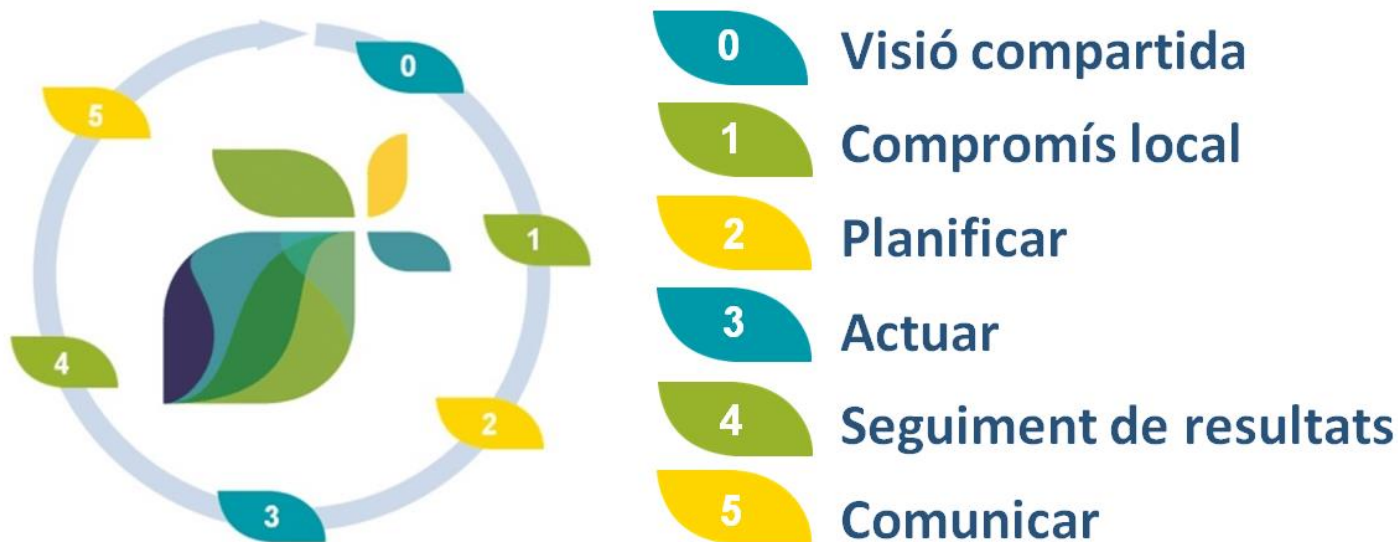 0
5
1
4
2
3
0 Visió compartida
1 Compromís local
2 Planificar
3 Actuar
4 Seguiment de resultats
5 Comunicar